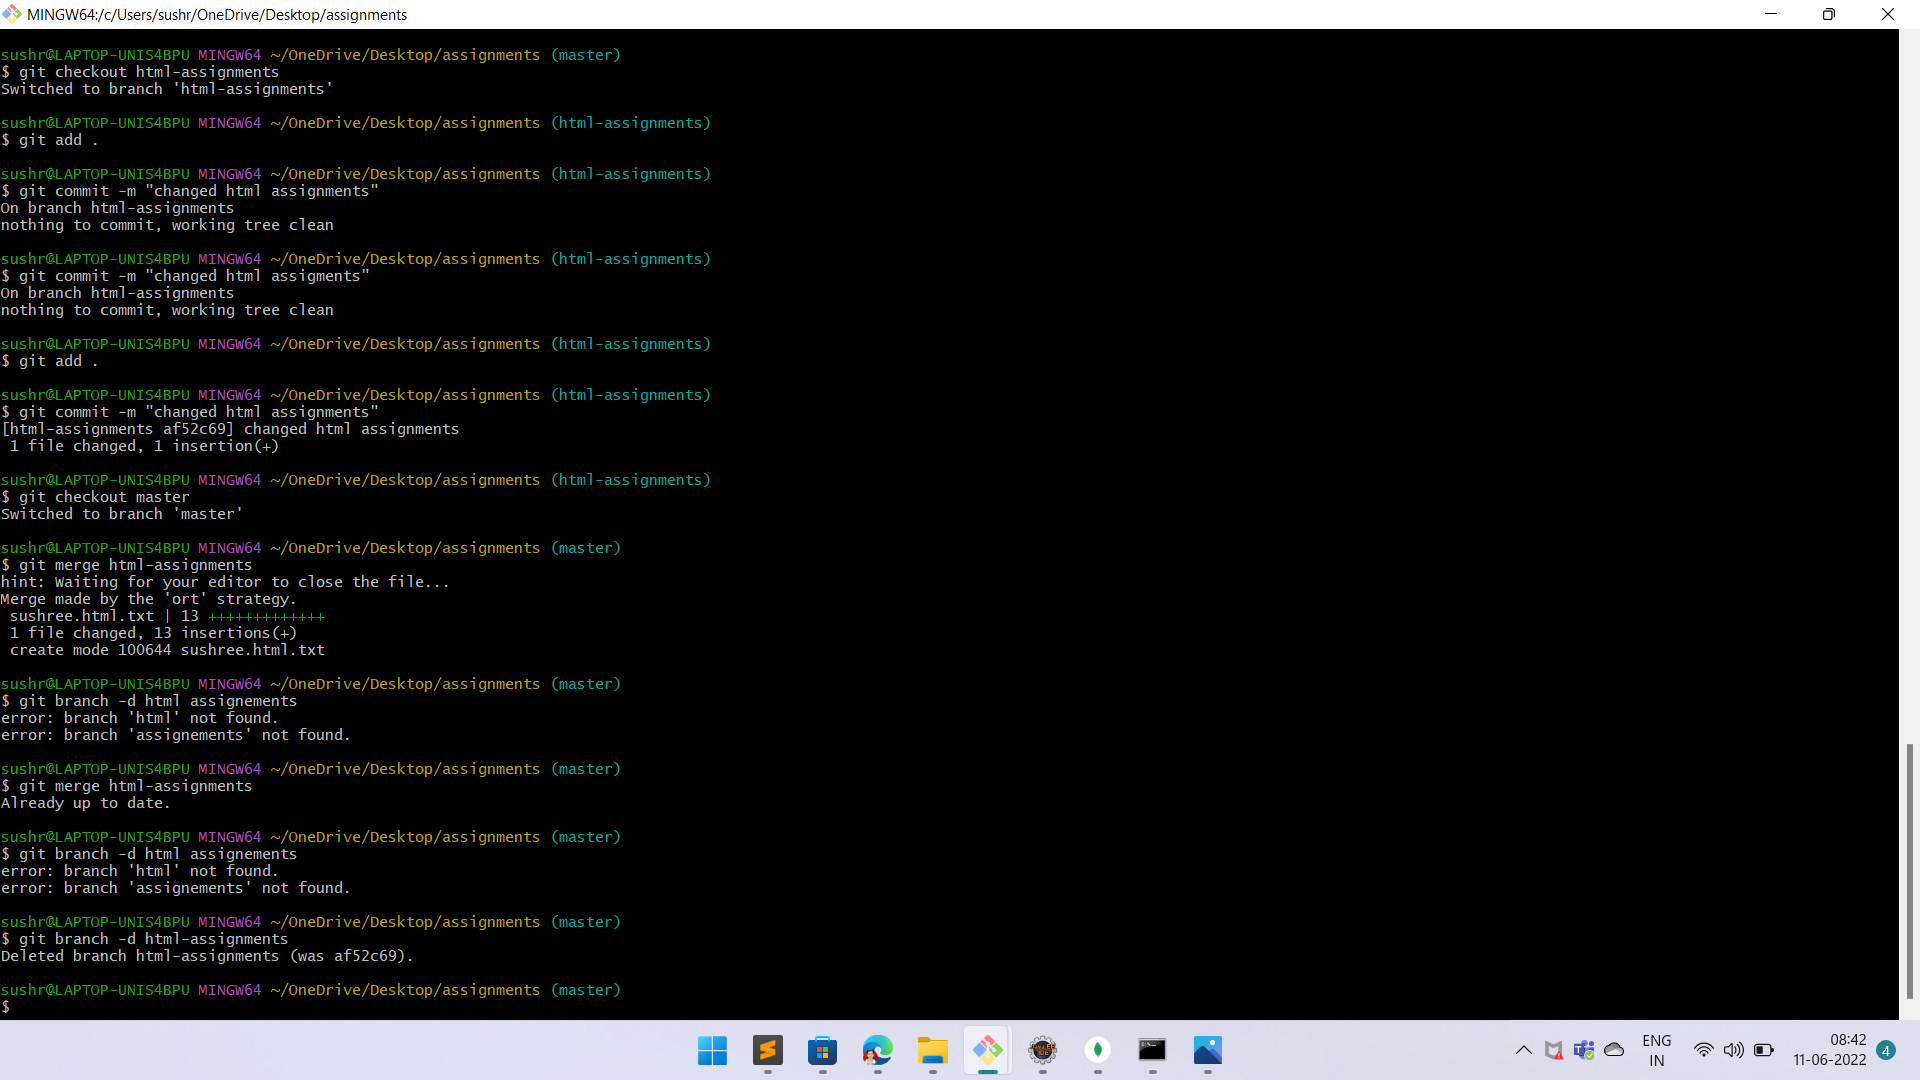 MINGW64:/c/Users/sushr/OneDrive/Desktop/assignments
sushr@LAPTOP-UNIS4BPU MINGW64 ~/OneDrive/Desktop/assignments (master)
$ git checkout html-assignments
Switched to branch 'html-assignments'
sushr@LAPTOP-UNIS4BPU MINGW64 ~/OneDrive/Desktop/assignments (html-assignments)
$ git add .
sushr@LAPTOP-UNIS4BPU MINGW64 ~/OneDrive/Desktop/assignments (html-assignments)
$ git commit -m "changed html assignments"
On branch html-assignments
nothing to commit, working tree clean
sushr@LAPTOP-UNIS4BPU MINGW64 ~/OneDrive/Desktop/assignments (html-assignments)
$ git commit -m "changed html assigments"
On branch html-assignments
nothing to commit, working tree clean
sushr@LAPTOP-UNIS4BPU MINGW64 ~/OneDrive/Desktop/assignments (html-assignments)
$ git add .
sushr@LAPTOP-UNIS4BPU MINGW64 ~/OneDrive/Desktop/assignments (html-assignments)
$ git commit -m "changed html assignments"
[html-assignments af52c69] changed html assignments
 1 file changed, 1 insertion(+)
sushr@LAPTOP-UNIS4BPU MINGW64 ~/OneDrive/Desktop/assignments (html-assignments)
$ git checkout master
Switched to branch 'master'
sushr@LAPTOP-UNIS4BPU MINGW64 ~/OneDrive/Desktop/assignments (master)
$ git merge html-assignments
hint: Waiting for your editor to close the file...
Merge made by the 'ort' strategy.
 sushree.html.txt | 13 +++++++++++++
 1 file changed, 13 insertions(+)
 create mode 100644 sushree.html.txt
sushr@LAPTOP-UNIS4BPU MINGW64 ~/OneDrive/Desktop/assignments (master)
$ git branch -d html assignements
error: branch 'html' not found.
error: branch 'assignements' not found.
sushr@LAPTOP-UNIS4BPU MINGW64 ~/OneDrive/Desktop/assignments (master)
$ git merge html-assignments
Already up to date.
sushr@LAPTOP-UNIS4BPU MINGW64 ~/OneDrive/Desktop/assignments (master)
$ git branch -d html assignements
error: branch 'html' not found.
error: branch 'assignements' not found.
sushr@LAPTOP-UNIS4BPU MINGW64 ~/OneDrive/Desktop/assignments (master)
$ git branch -d html-assignments
Deleted branch html-assignments (was af52c69).
sushr@LAPTOP-UNIS4BPU MINGW64 ~/OneDrive/Desktop/assignments (master)
$
ENG
IN
08:42
11-06-2022
4